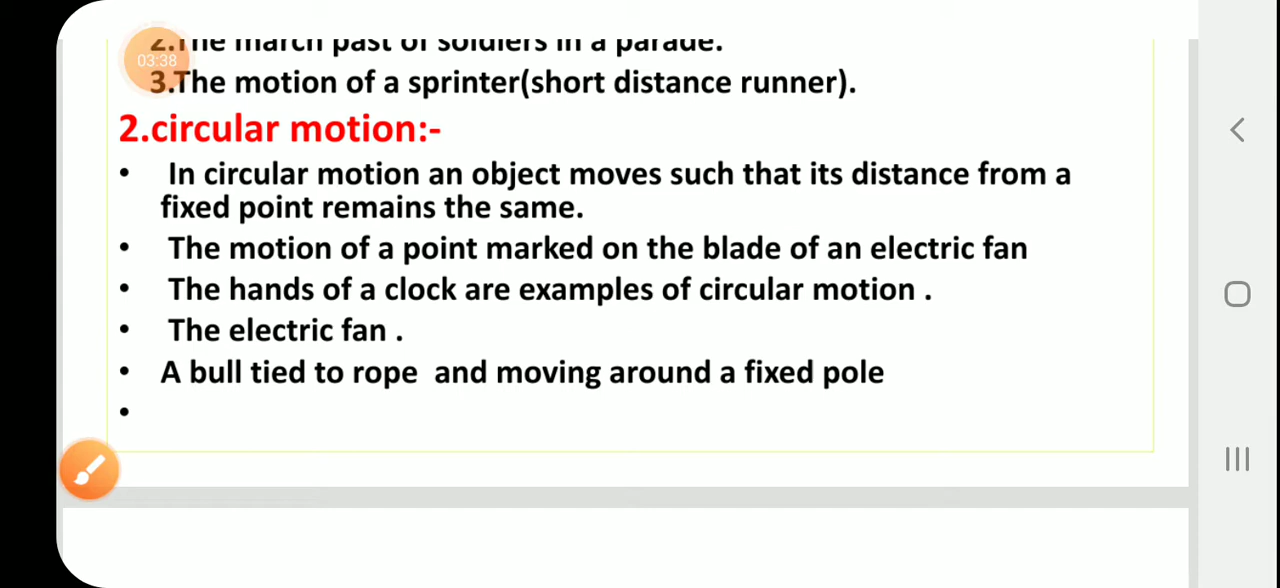 2.The march past of soldiers in a parade.
03:38
3.The motion of a sprinter(short distance runner).
2.circular motion:-
• In circular motion an object moves such that its distance from a
fixed point remains the same.
• The motion of a point marked on the blade of an electric fan
• The hands of a clock are examples of circular motion .
• The electric fan .
• A bull tied to rope  and moving around a fixed pole
•